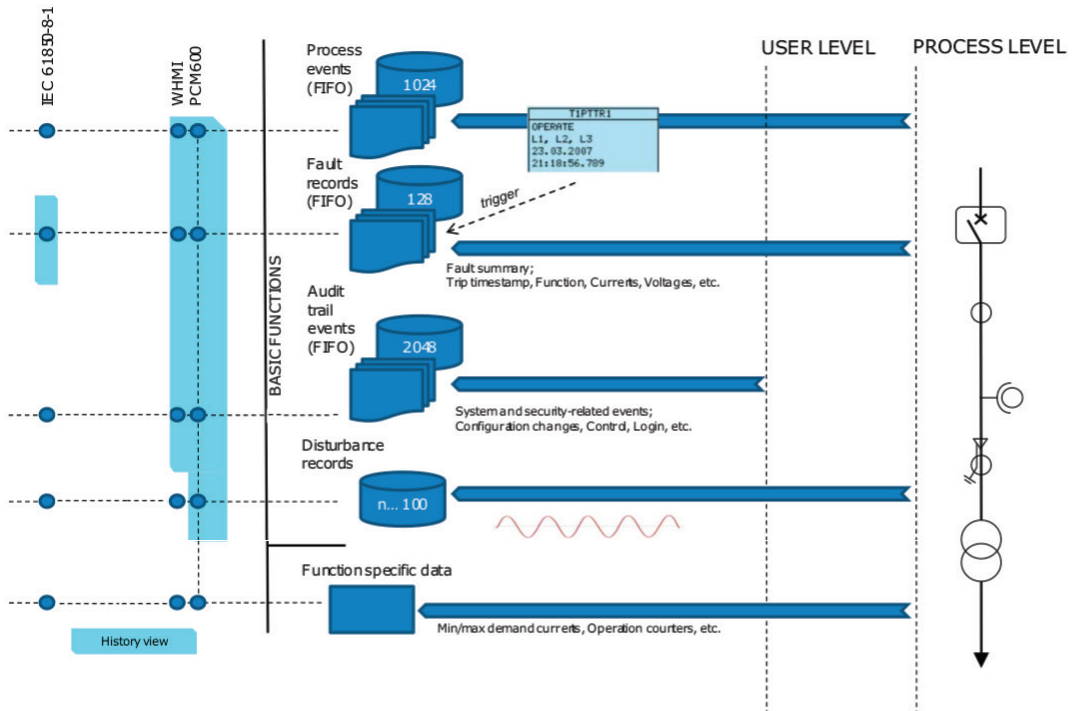 IEC 61850-8-1
WHMI
PCM600
BASIC FUNCTIONS
USER LEVEL
PROCESS LEVEL
Process
events
(FIFO)
1024
T1PTTR1
OPERATE
L1, L2, L3
23.03.2007
21:18:56.789
Fault
records
(FIFO)
128
trigger
Fault summary;
Trip timestamp, Function, Currents, Voltages, etc.
Audit
trail
events
(FIFO)
2048
System and security-related events;
Configuration changes, Control, Login, etc.
Disturbance
records
n... 100
Function specific data
Min/max demand currents, Operation counters, etc.
History view